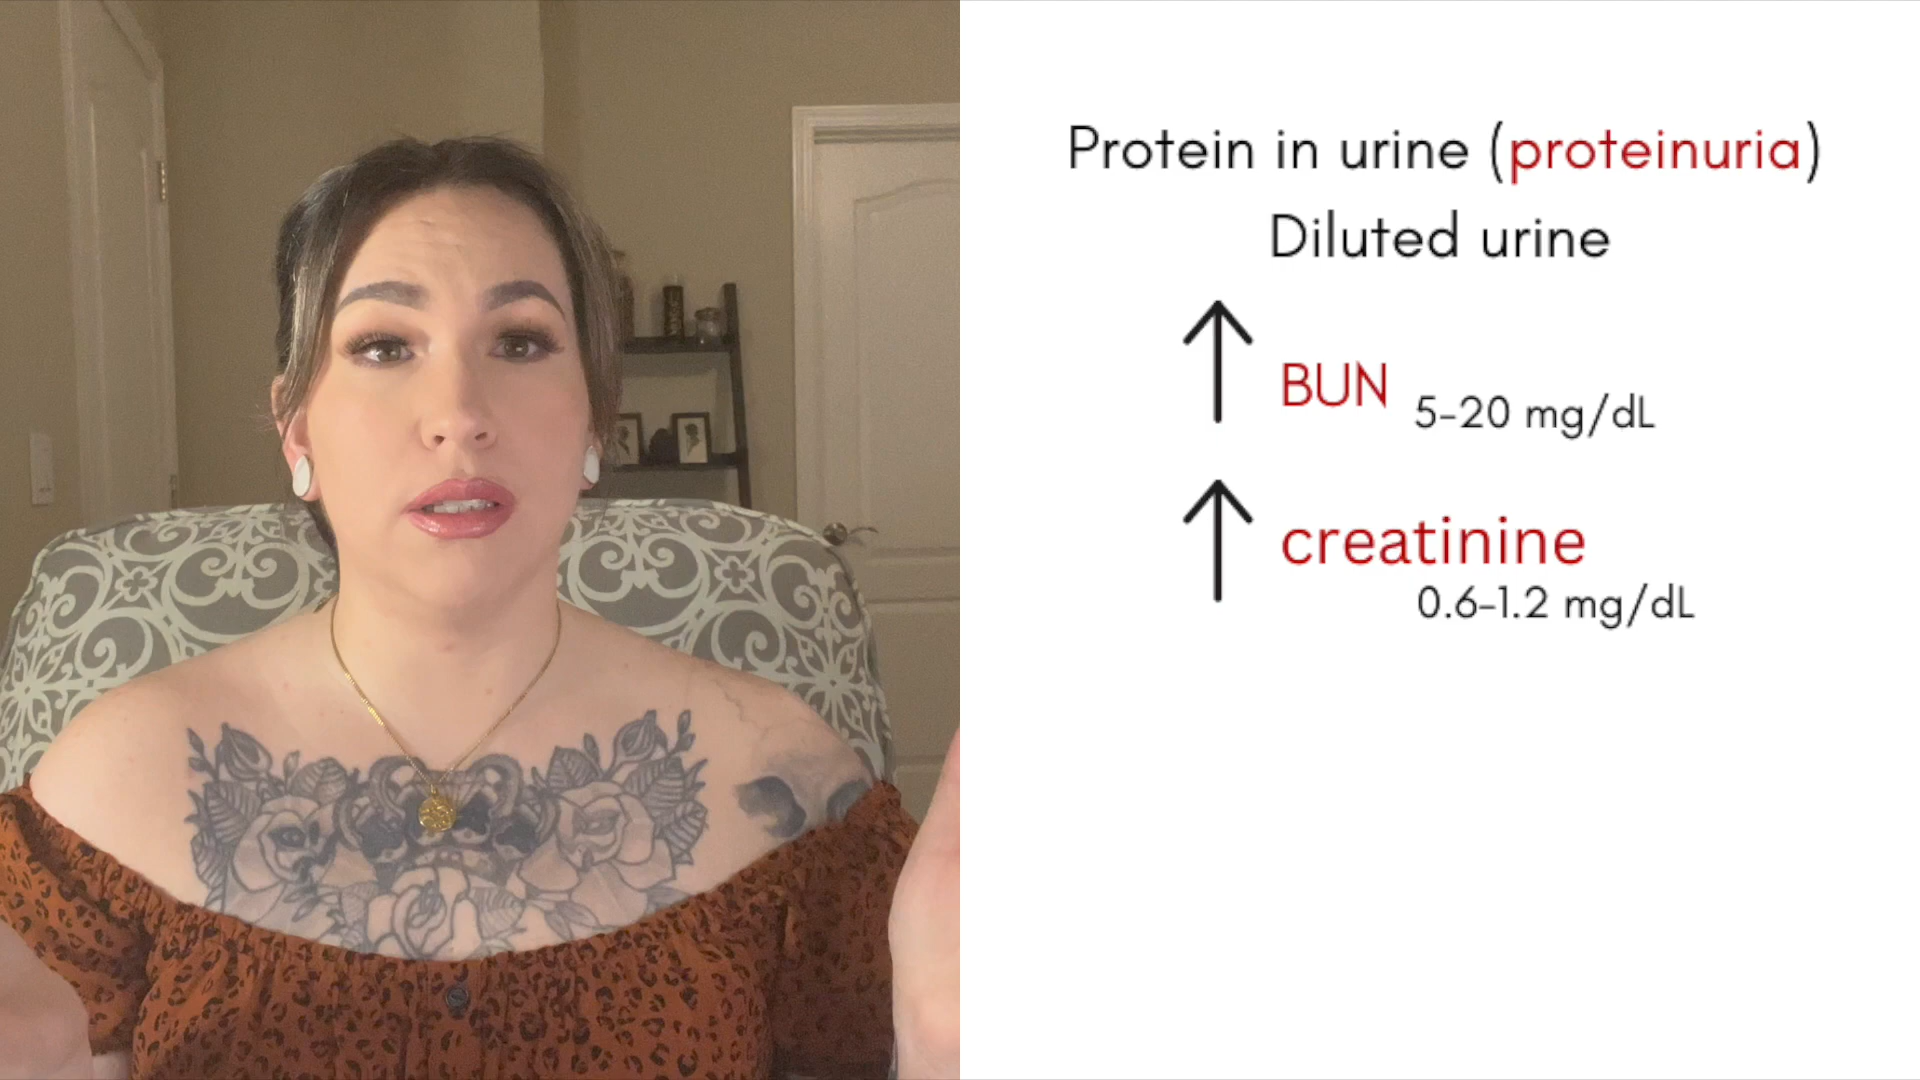 Protein in urine (proteinuria)
Diluted urine
↑ BUN 5-20 mg/dL
↑ creatinine
0.6-1.2 mg/dL